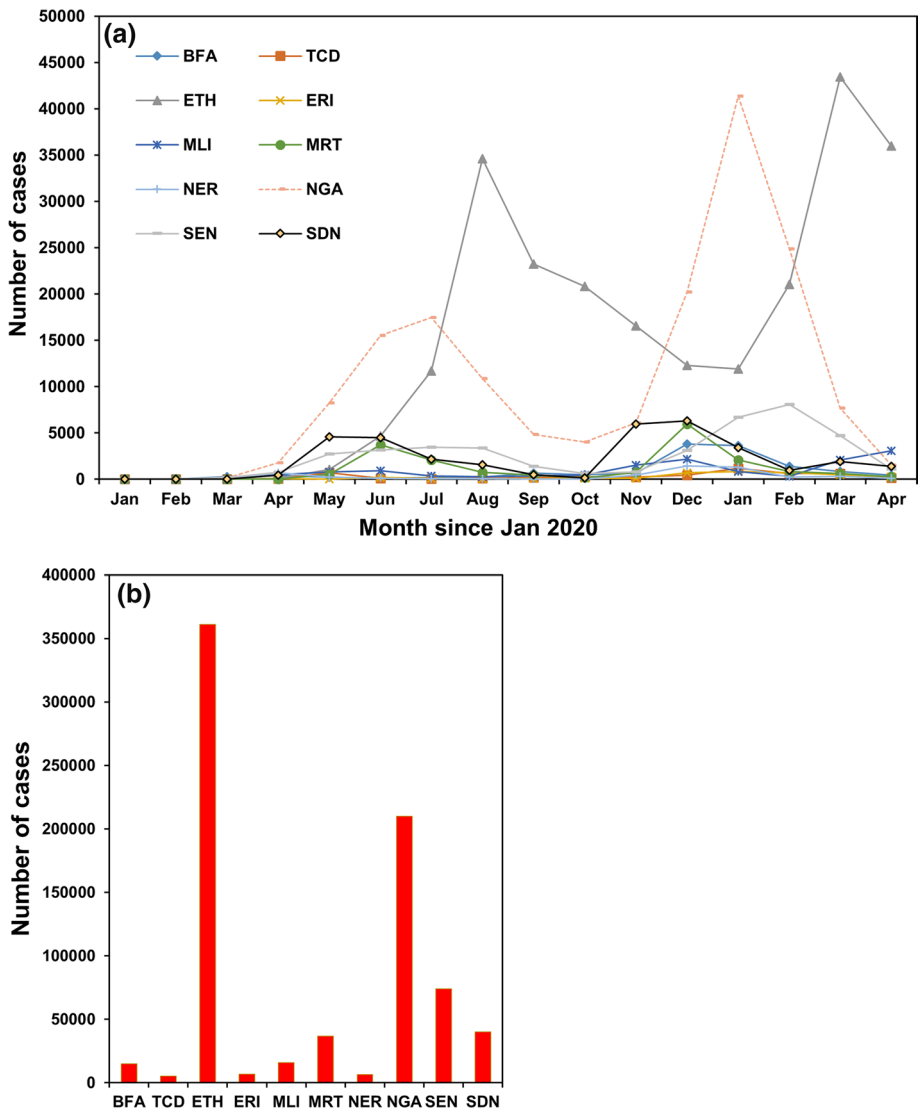 (a)
50000
45000
40000
35000
30000
25000
20000
15000
10000
5000
0
Number of cases
BFA TCD
ETH ERI
MLI MRT
NER NGA
SEN SDN
Jan Feb Mar Apr May Jun Jul Aug Sep Oct Nov Dec Jan Feb Mar Apr
Month since Jan 2020
(b)
400000
350000
300000
250000
200000
150000
100000
50000
0
Number of cases
BFA TCD ETH ERI MLI MRT NER NGA SEN SDN